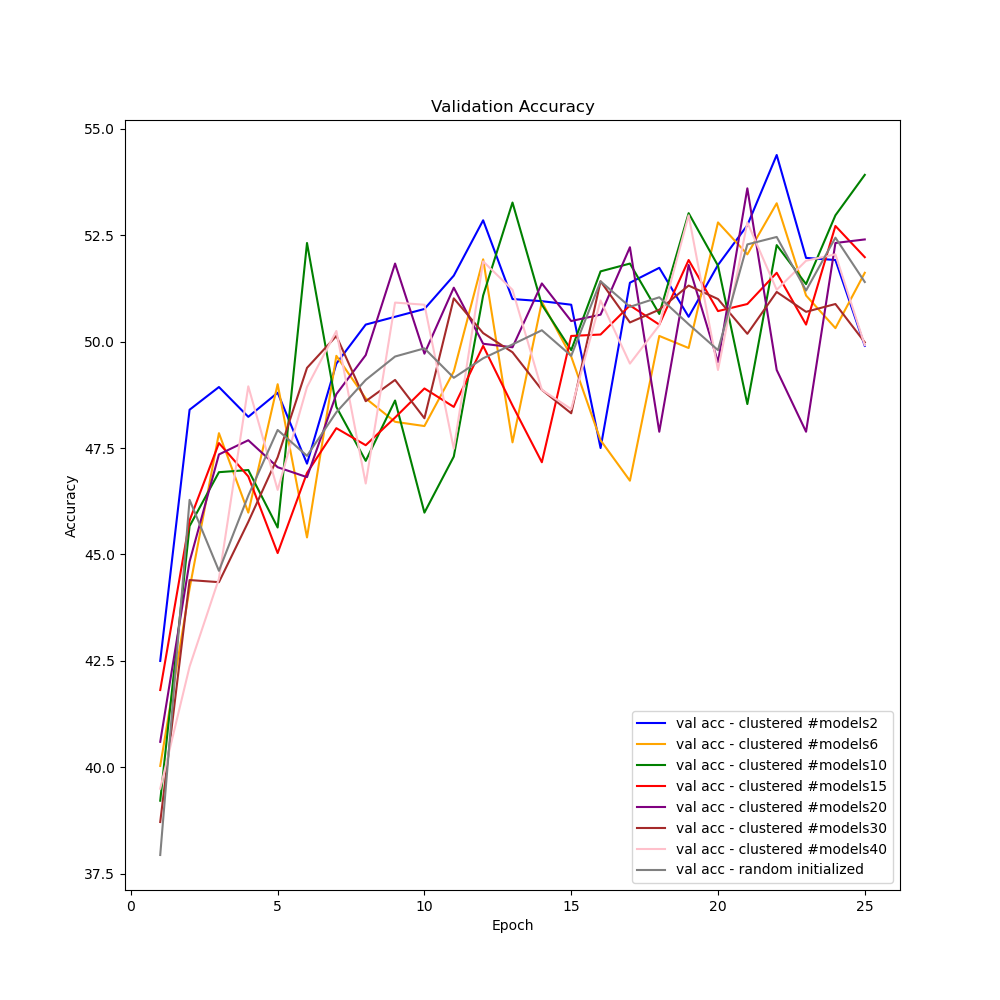 Validation Accuracy
55.0
52.5
50.0
47.5
45.0
42.5
40.0
37.5
Accuracy
0 5 10 15 20 25
Epoch
val acc - clustered #models2
val acc - clustered #models6
val acc - clustered #models10
val acc - clustered #models15
val acc - clustered #models20
val acc - clustered #models30
val acc - clustered #models40
val acc - random initialized